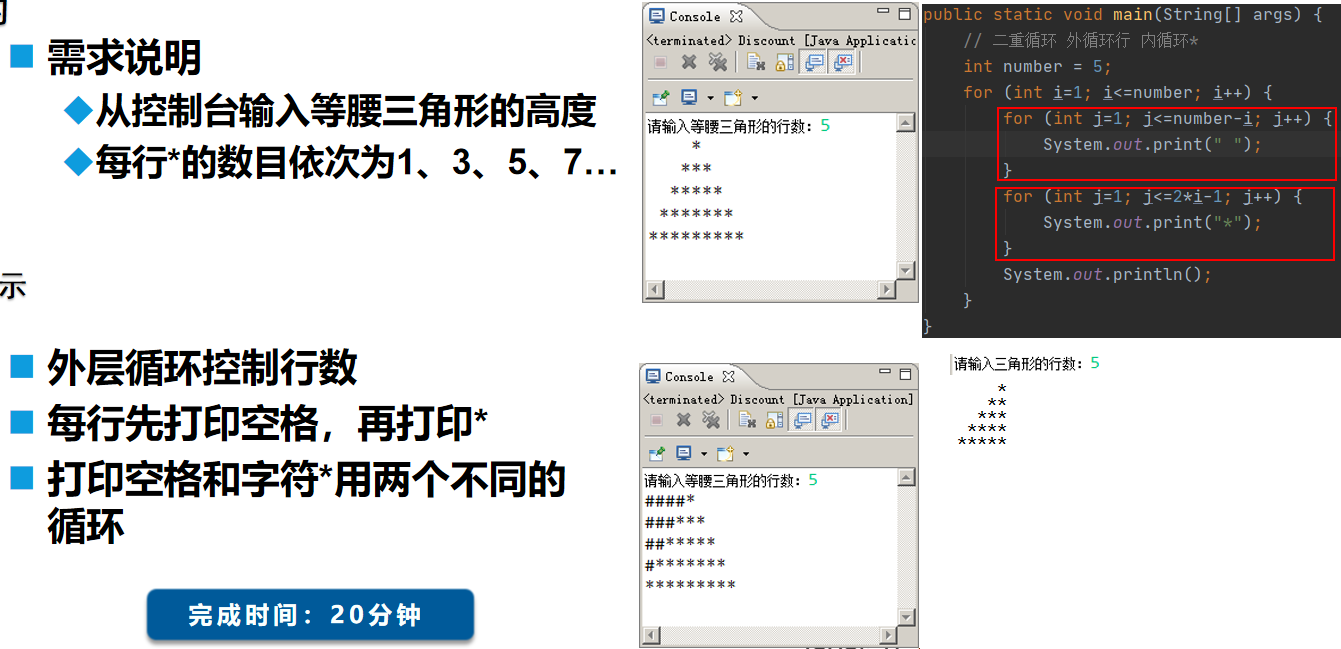 需求说明
从控制台输入等腰三角形的高度
每行*的数目依次为1、3、5、7…
示
外层循环控制行数
每行先打印空格，再打印*
打印空格和字符*用两个不同的
循环
完成时间：20分钟
Console
<terminated> Discount [Java Applicatic
请输入等腰三角形的行数：5
*
***
*****
*******
*********
Console
<terminated> Discount [Java Application]
请输入等腰三角形的行数：5
####*
###***
##*****
#*******
*********
public static void main(String[] args) {
// 二重循环 外循环行 内循环*
int number = 5;
for (int i=1; i<=number; i++) {
for (int j=1; j<=number-i; j++) {
System.out.print(" ");
}
for (int j=1; j<=2*i-1; j++) {
System.out.print("*");
}
System.out.println();
}
}
请输入三角形的行数：5
*
**
***
****
*****